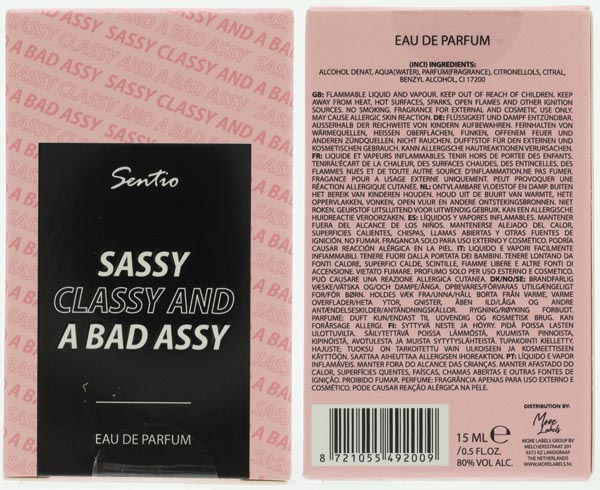 SASSY CLASSY AND A BAD ASSY
Sentio
SASSY
CLASSY AND
A BAD ASSY
EAU DE PARFUM
EAU DE PARFUM
(INCI) INGREDIENTS:
ALCOHOL DENAT, AQUA(WATER), PARFUM(FRAGRANCE), CITRONELLOLS, CITRAL,
BENZYL ALCOHOL, CI 17200
GB: FLAMMABLE LIQUID AND VAPOUR. KEEP OUT OF REACH OF CHILDREN. KEEP
AWAY FROM HEAT, HOT SURFACES, SPARKS, OPEN FLAMES AND OTHER IGNITION
SOURCES. NO SMOKING. FRAGRANCE FOR EXTERNAL AND COSMETIC USE ONLY.
MAY CAUSE ALLERGIC SKIN REACTION. DE: FLÜSSIGKEIT UND DAMPF ENTZÜNDBAR.
AUSSERHALB DER REICHWEITE VON KINDERN AUFBEWAHREN. FERNHALTEN VON
WÄRMEQUELLEN, HEISSEN OBERFLÄCHEN, FUNKEN, OFFENEM FEUER UND
ANDEREN ZÜNDQUELLEN. NICHT RAUCHEN. DUFTSTOFF FÜR DEN EXTERNEN UND
KOSMETISCHEN GEBRAUCH. KANN ALLERGISCHE HAUTREAKTIONEN VERURSACHEN.
FR: LIQUIDE ET VAPEURS INFLAMMABLES. TENIR HORS DE PORTEE DES ENFANTS.
TENIRÀL'ÉCART DE LA CHALEUR, DES SURFACES CHAUDES, DES ENTICELLES, DES
FLAMMES NUES ET DE TOUTE AUTRE SOURCE D'INFLAMMATION.NE PAS FUMER.
FRAGRANCE POUR A USAGE EXTERNE UNIQUEMENT. PEUT PROVOQUER UNE
RÉACTION ALLERGIQUE CUTANÉE. NL: ONTVLAMBARE VLOEISTOF EN DAMP. BUITEN
HET BEREIK VAN KINDEREN HOUDEN. HOUD UIT DE BUURT VAN WARMTE, HETE
OPPERVLAKKEN, VONKEN, OPEN VUUR EN ANDERE ONTSTEKINGSBRONNEN. NIET
ROKEN. GEURSTOF UITSLUITEND VOOR UITWENDIG GEBRUIK. KAN EEN ALLERGISCHE
HUIDREACTIE VEROORZAKEN. ES: LÍQUIDOS Y VAPORES INFLAMABLES. MANTENER
FUERA DEL ALCANCE DE LOS NIÑOS. MANTENERSE ALEJADO DEL CALOR,
SUPERFICIES CALIENTES, CHISPAS, LLAMAS ABIERTAS Y OTRAS FUENTES DE
IGNICIÓN. NO FUMAR. FRAGANCIA SOLO PARA USO EXTERNO Y COSMÉTICO. PODRÍA
CAUSAR REACCIÓN ALÉRGICA EN LA PIEL. IT: LIQUIDO E VAPORI FACILMENTE
INFIAMMABILI. TENERE FUORI DALLA PORTATA DEI BAMBINI. TENERE LONTANO DA
FONTI CALORE, SUPERFICI CALDE, SCINTILLE, FIAMME LIBERE E ALTRE FONTI DI
ACCENSIONE. VIETATO FUMARE. PROFUMO SOLO PER USO ESTERNO E COSMETICO.
PUÒ CAUSARE UNA REAZIONE ALLERGICA CUTANEA. DK/NO/SE: BRANDFARLIG
VÆSKE/VÄTSKA OG/OCH DAMPE/ÅNGA. OPBEVARES/FÖRVARAS UTILG/ENGELIGT
FOR/FÖR BØRN. HOLDES VÆK FRA/UNNA/HÅLL BORTA FRÅN VARME, VARME
OVERFLADER/HETA YTOR, GNISTER, ÅBEN ILD/LÅGA OG ANDRE
ANTÆNDELSESKILDER/ANTÄNDNINGSKÄLLOR. RYGNING/RØYKING FORBUDT.
PARFUME: DUFT KUNVENDAST TIL UDVENDIG OG KOSMETISK BRUG. KAN
FORÅRSAGE ALLERGI. FI: SYTTYVÄ NESTE JA HÖYRY. PIDÄ POISSA LASTEN
ULOTTUVILTA. SÄILYTETTÄVÄ POISSA LÄMMÖSTÄ, KUUMISTA PINNOISTA,
KIPINÖISTÄ, AVOTULESTA JA MUISTA SYTYTYSLÄHTEISTÄ. TUPAKOINTI KIELLETTY.
HAJUSTE: TUOKSU ON TARKOITETTU VAIN ULKOISEEN JA KOSMEETTISEEN
KÄYTTÖÖN. SAATTAA AIHEUTTAA ALLERGISEN IHOREAKTION. PT: LÍQUIDO E VAPOR
INFLAMÁVEIS. MANTER FORA DO ALCANCE DAS CRIANÇAS. MANTER AFASTADO DO
CALOR, SUPERFÍCIES QUENTES, FAÍSCAS, CHAMAS ABERTAS E OUTRAS FONTES DE
IGNIÇÃO. PROIBIDO FUMAR. PERFUME: FRAGRÂNCIA APENAS PARA USO EXTERNO E
COSMÉTICO. PODE CAUSAR REAÇÃO ALÉRGICA NA PELE.
8 721055 492009
15 ML e
/0.5 FL.OZ.
80% VOL ALC.
DISTRIBUTION BY:
More
Labels
MORE LABELS GROUP BV
MELCHERSSTRAAT 201
6372 KZ LANDGRAAF
THE NETHERLANDS
WWW.MORELABELS.NL